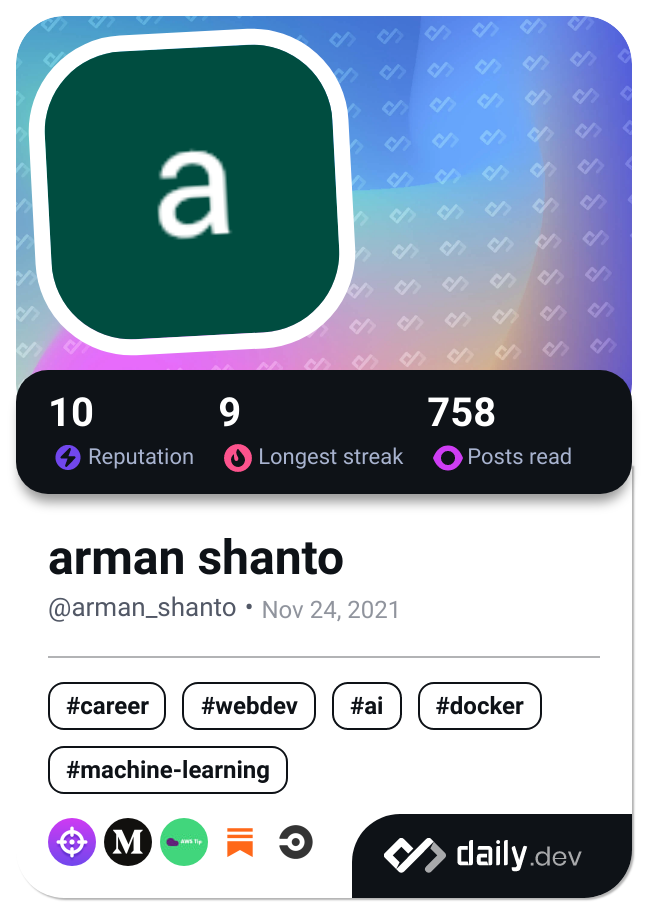 a
10 9 758
Reputation Longest streak Posts read
arman shanto
@arman_shanto • Nov 24, 2021
#career #webdev #ai #docker
#machine-learning
M AWS Tip daily.dev